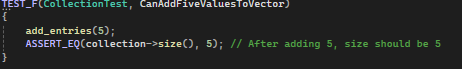 TEST_F(CollectionTest, CanAddFiveValuesToVector)
{
add_entries(5);
ASSERT_EQ(collection->size(), 5); // After adding 5, size should be 5
}